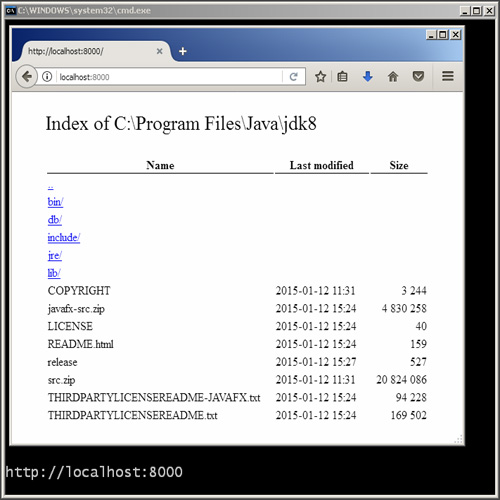 C:\WINDOWS\system32\cmd.exe
http://localhost:8000/
localhost:8000
Index of C:\Program Files\Java\jdk8
Name Last modified Size
..
bin/
db/
include/
jre/
lib/
COPYRIGHT 2015-01-12 11:31 3 244
javafx-src.zip 2015-01-12 15:24 4 830 258
LICENSE 2015-01-12 15:24 40
README.html 2015-01-12 15:24 159
release 2015-01-12 15:27 527
src.zip 2015-01-12 11:31 20 824 086
THIRDPARTYLICENSEREADME-JAVAFX.txt 2015-01-12 15:24 94 228
THIRDPARTYLICENSEREADME.txt 2015-01-12 15:24 169 502
http://localhost:8000